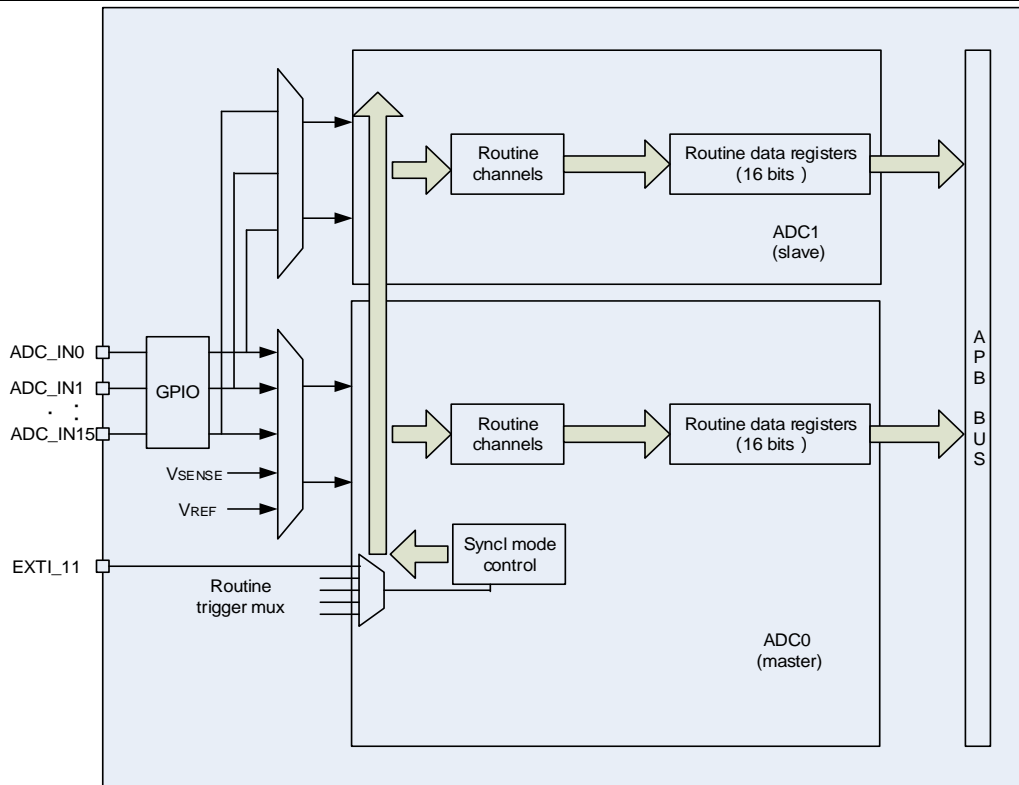 Routine
channels
Routine data registers
(16 bits )
ADC1
(slave)
ADC_IN0
ADC_IN1
. . .
ADC_IN15
GPIO
VSENSE
VREF
Routine
channels
Routine data registers
(16 bits )
A
P
B
B
U
S
EXTI_11
Routine
trigger mux
SyncI mode
control
ADC0
(master)